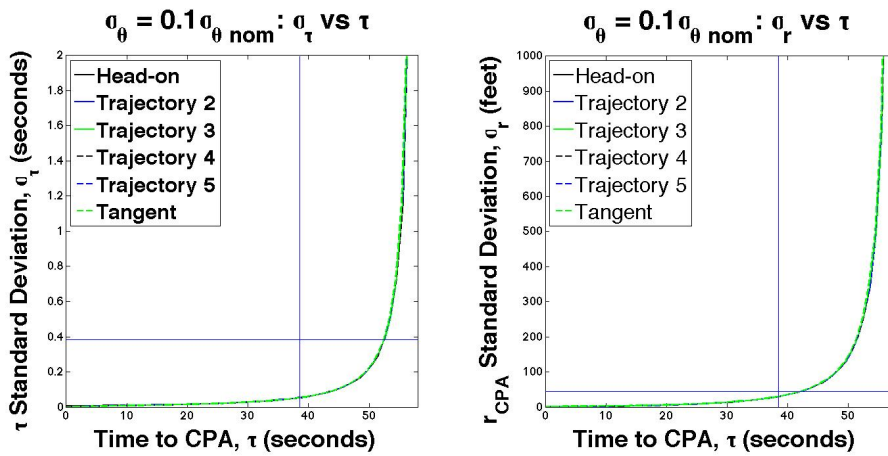 σθ = 0.1σθ nom: στ vs τ
2
1.8
1.6
1.4
1.2
1
0.8
0.6
0.4
0.2
0
τ Standard Deviation, στ (seconds)
Head-on
Trajectory 2
Trajectory 3
Trajectory 4
Trajectory 5
Tangent
0 10 20 30 40 50
Time to CPA, τ (seconds)
σθ = 0.1σθ nom: σr vs τ
1000
900
800
700
600
500
400
300
200
100
0
rCPA Standard Deviation, σr (feet)
Head-on
Trajectory 2
Trajectory 3
Trajectory 4
Trajectory 5
Tangent
0 10 20 30 40 50
Time to CPA, τ (seconds)